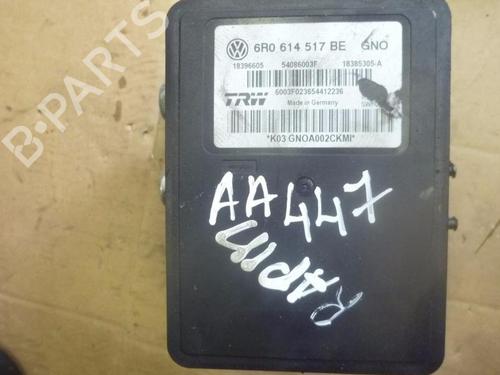 6R0 614 517 BE GNO
18396605 54086003F 18385305-A
TRW 6003F023654412236
Made in Germany
*K03 GNOA002CKMI*
AA447
B-PARTS